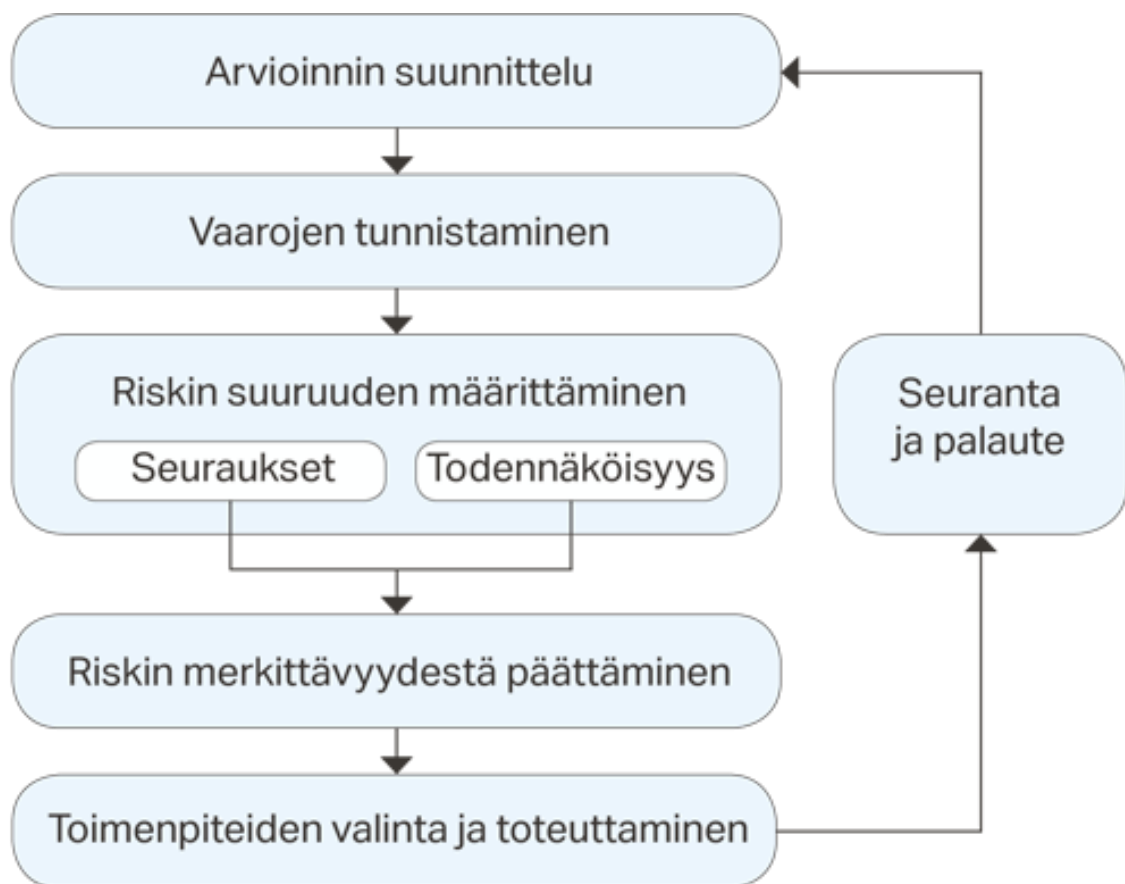 Arvioinnin suunnittelu
Vaarojen tunnistaminen
Riskin suuruuden määrittäminen
Seuraukset
Todennäköisyys
Riskin merkittävyydestä päättäminen
Toimenpiteiden valinta ja toteuttaminen
Seuranta
ja palaute